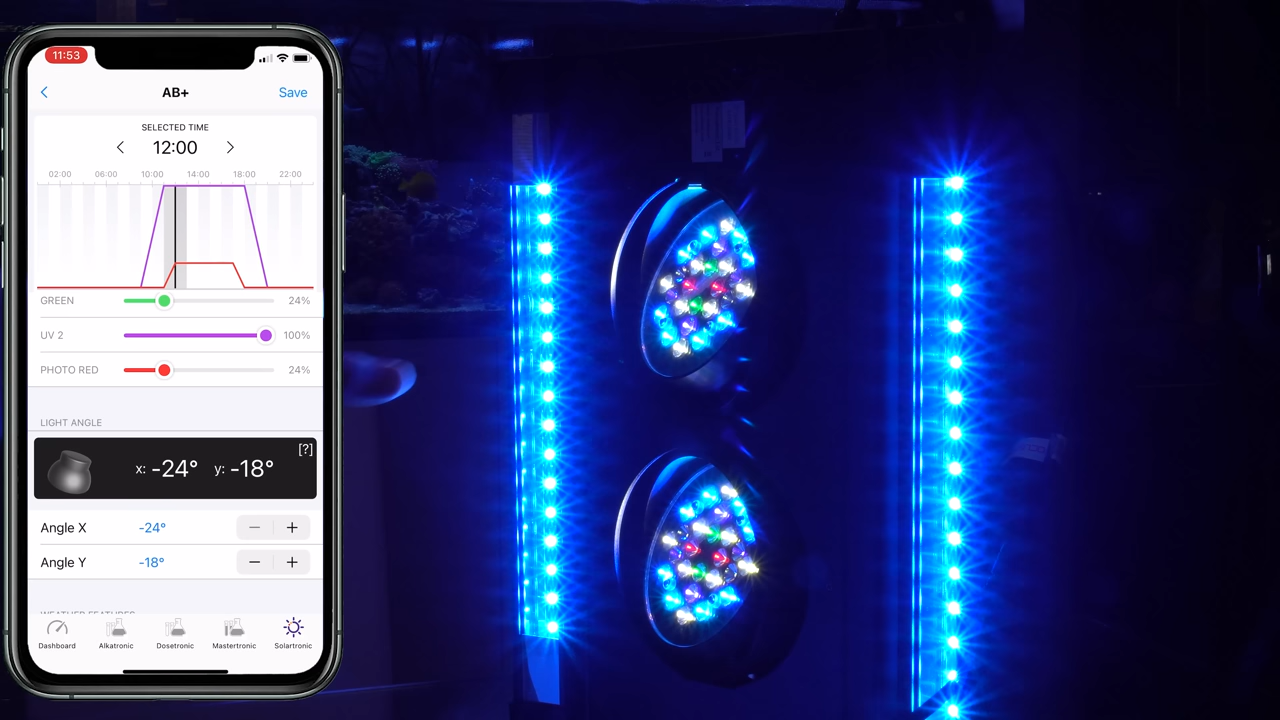 11:53
AB+
Save
SELECTED TIME
12:00
02:00 06:00 10:00 14:00 18:00 22:00
GREEN 24%
UV 2 100%
PHOTO RED 24%
LIGHT ANGLE
[?]
x: -24° y: -18°
Angle X -24° − +
Angle Y -18° − +
WEATHER FEATURES
Dashboard Alkatronic Dosetronic Mastertronic Solartronic